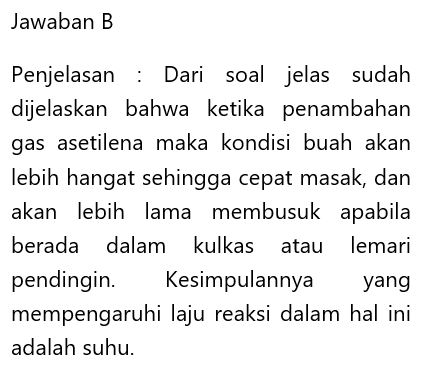 Jawaban B
Penjelasan : Dari soal jelas sudah
dijelaskan bahwa ketika penambahan
gas asetilena maka kondisi buah akan
lebih hangat sehingga cepat masak, dan
akan lebih lama membusuk apabila
berada dalam kulkas atau lemari
pendingin. Kesimpulannya yang
mempengaruhi laju reaksi dalam hal ini
adalah suhu.